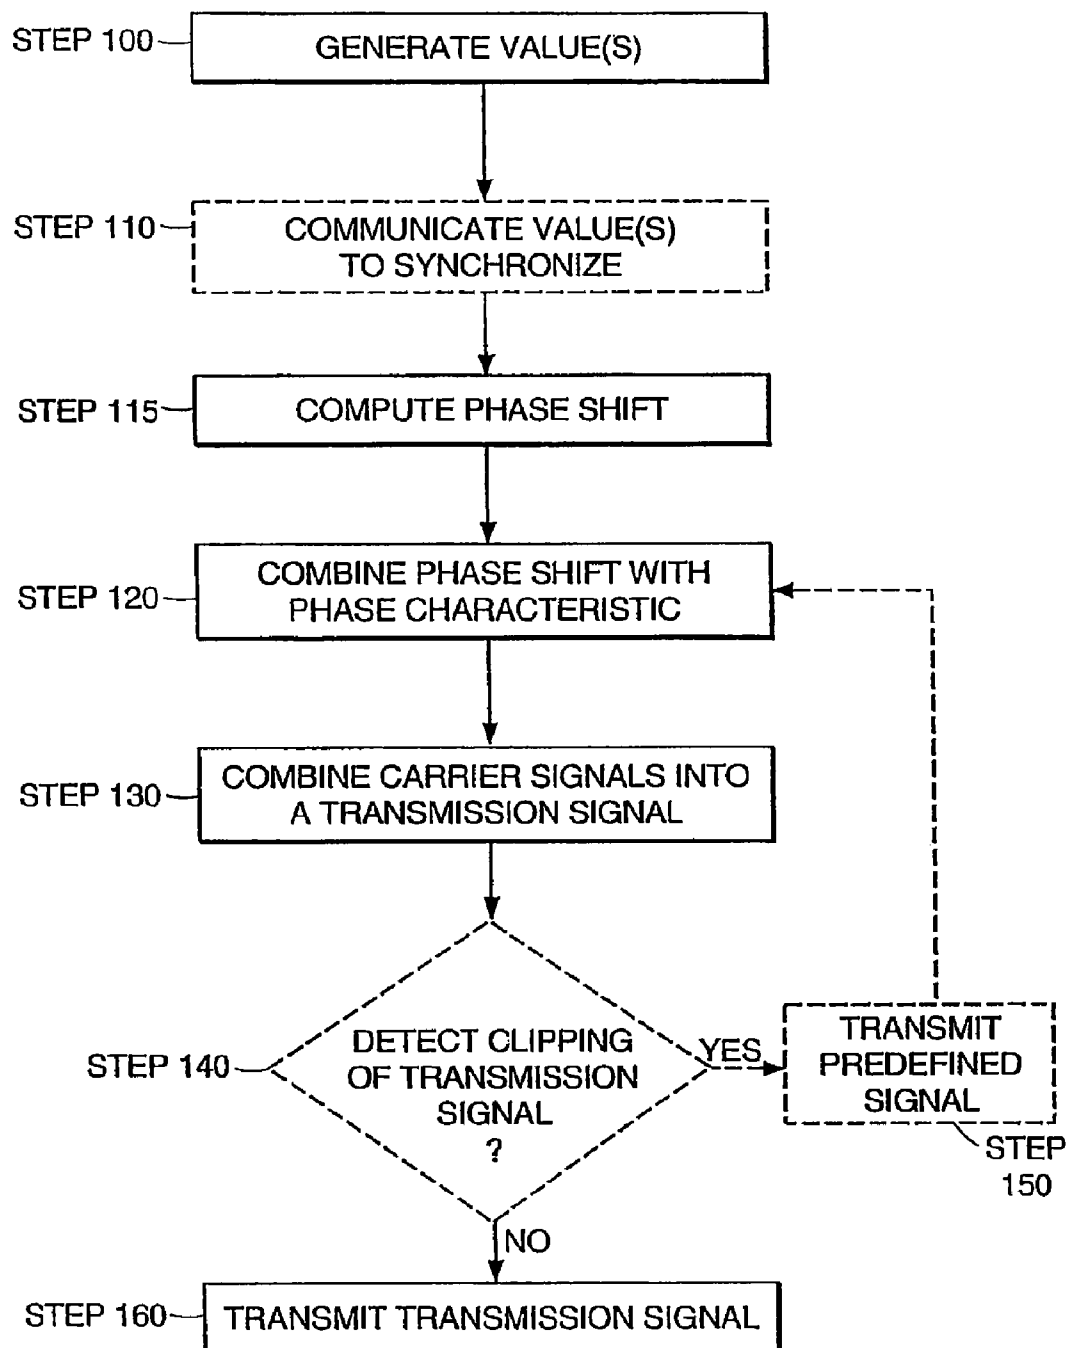 STEP 100
GENERATE VALUE(S)
STEP 110
COMMUNICATE VALUE(S)
TO SYNCHRONIZE
STEP 115
COMPUTE PHASE SHIFT
STEP 120
COMBINE PHASE SHIFT WITH
PHASE CHARACTERISTIC
STEP 130
COMBINE CARRIER SIGNALS INTO
A TRANSMISSION SIGNAL
STEP 140
DETECT CLIPPING
OF TRANSMISSION
SIGNAL
?
YES
TRANSMIT
PREDEFINED
SIGNAL
STEP
150
NO
STEP 160
TRANSMIT TRANSMISSION SIGNAL